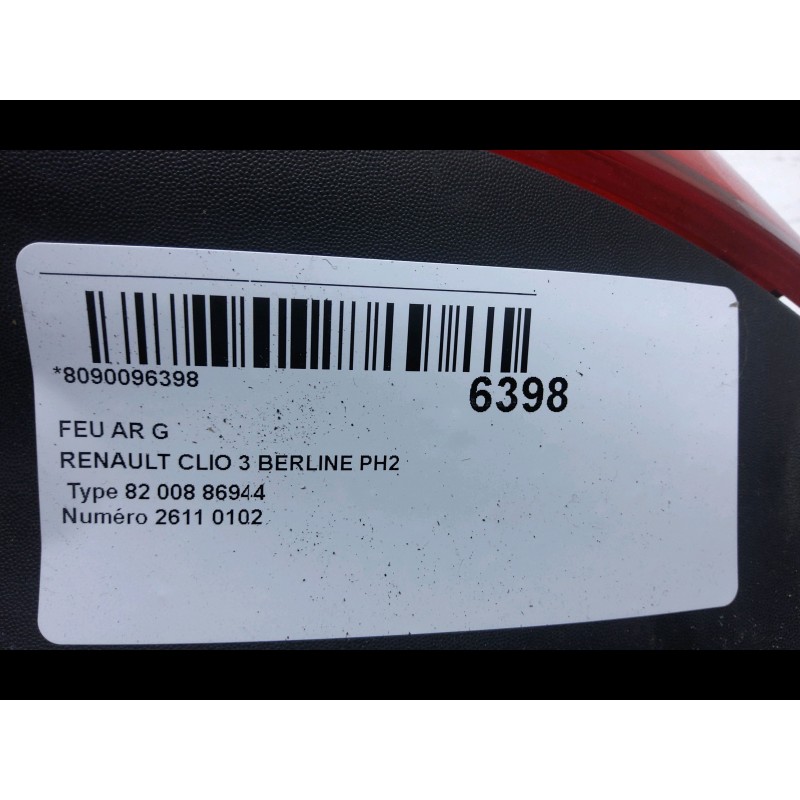 *8090096398
6398
FEU AR G
RENAULT CLIO 3 BERLINE PH2
Type 82 008 86944
Numéro 2611 0102